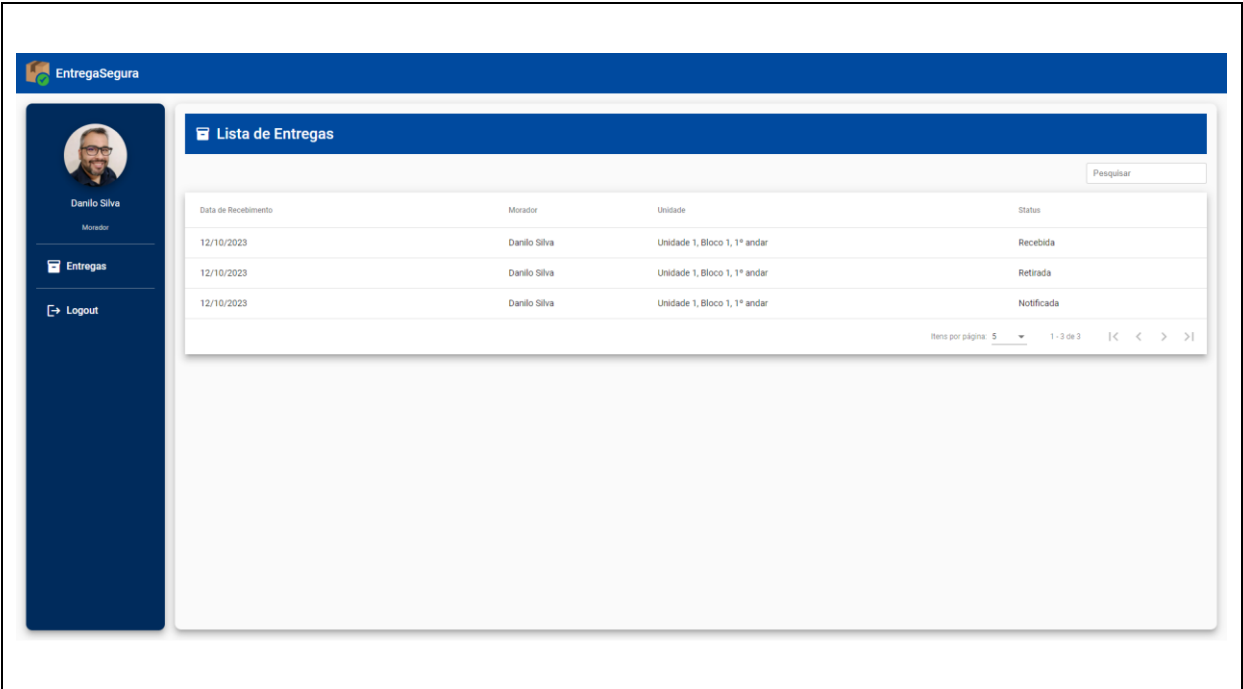 EntregaSegura
Danilo Silva
Morador
Entregas
Logout
Lista de Entregas
Pesquisar
Data de Recebimento Morador Unidade Status
12/10/2023 Danilo Silva Unidade 1, Bloco 1, 1º andar Recebida
12/10/2023 Danilo Silva Unidade 1, Bloco 1, 1º andar Retirada
12/10/2023 Danilo Silva Unidade 1, Bloco 1, 1º andar Notificada
Itens por página: 5 1 - 3 de 3